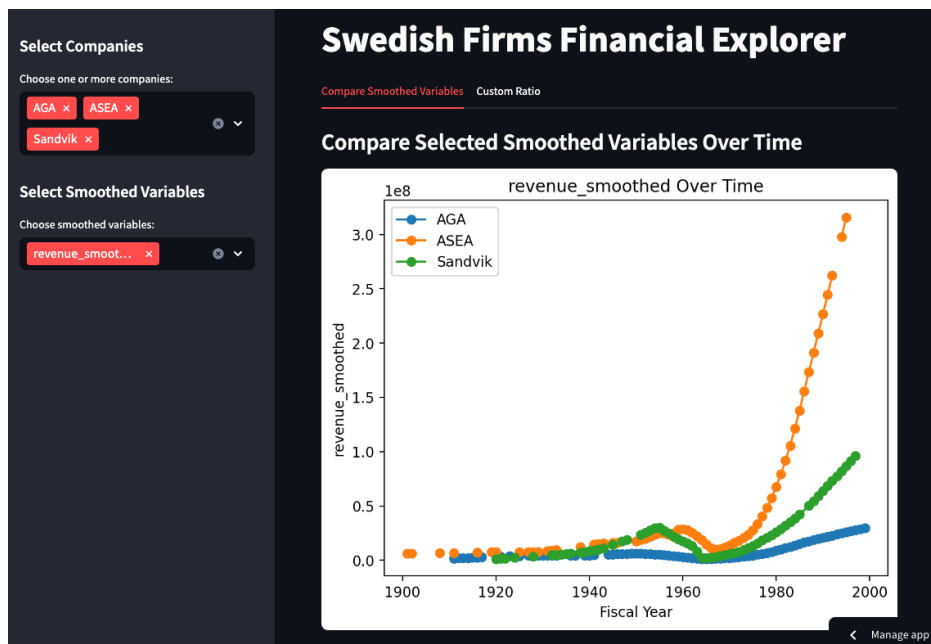 Select Companies
Choose one or more companies:
AGA × ASEA ×
Sandvik ×
Select Smoothed Variables
Choose smoothed variables:
revenue_smoot... ×
Swedish Firms Financial Explorer
Compare Smoothed Variables Custom Ratio
Compare Selected Smoothed Variables Over Time
revenue_smoothed Over Time
1e8
AGA
ASEA
Sandvik
3.0
2.5
2.0
1.5
1.0
0.5
0.0
revenue_smoothed
1900 1920 1940 1960 1980 2000
Fiscal Year
Manage app